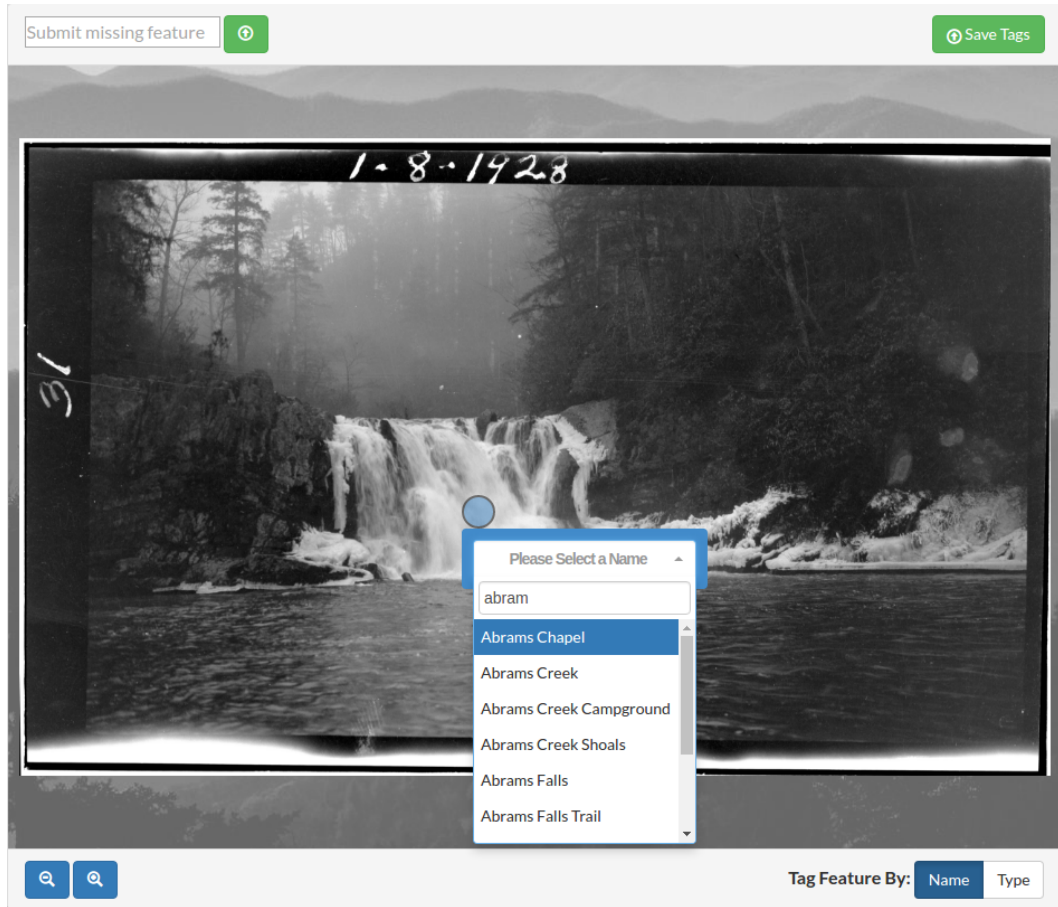 Submit missing feature
Save Tags
1-8-1928
31
Please Select a Name
abram
Abrams Chapel
Abrams Creek
Abrams Creek Campground
Abrams Creek Shoals
Abrams Falls
Abrams Falls Trail
Tag Feature By: Name Type